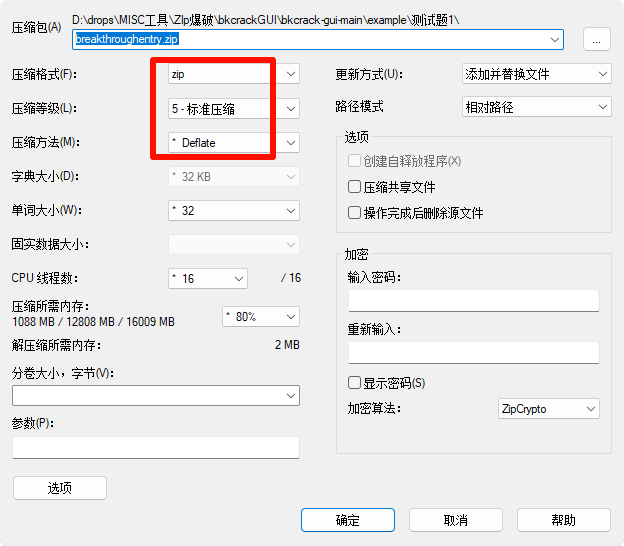 压缩包(A)
D:\drops\MISC工具\ZIp爆破\bkcrackGUI\bkcrack-gui-main\example\测试题1\
breakthroughentry.zip
...
压缩格式(F):
zip
更新方式(U):
添加并替换文件
压缩等级(L):
5 - 标准压缩
路径模式
相对路径
压缩方法(M):
* Deflate
选项
创建自释放程序(X)
字典大小(D):
* 32 KB
压缩共享文件
单词大小(W):
* 32
操作完成后删除源文件
固实数据大小:
加密
CPU 线程数:
* 16
/ 16
输入密码:
压缩所需内存:
1088 MB / 12808 MB / 16009 MB
* 80%
重新输入:
解压缩所需内存:
2 MB
分卷大小，字节(V):
显示密码(S)
加密算法:
ZipCrypto
参数(P):
选项
确定
取消
帮助